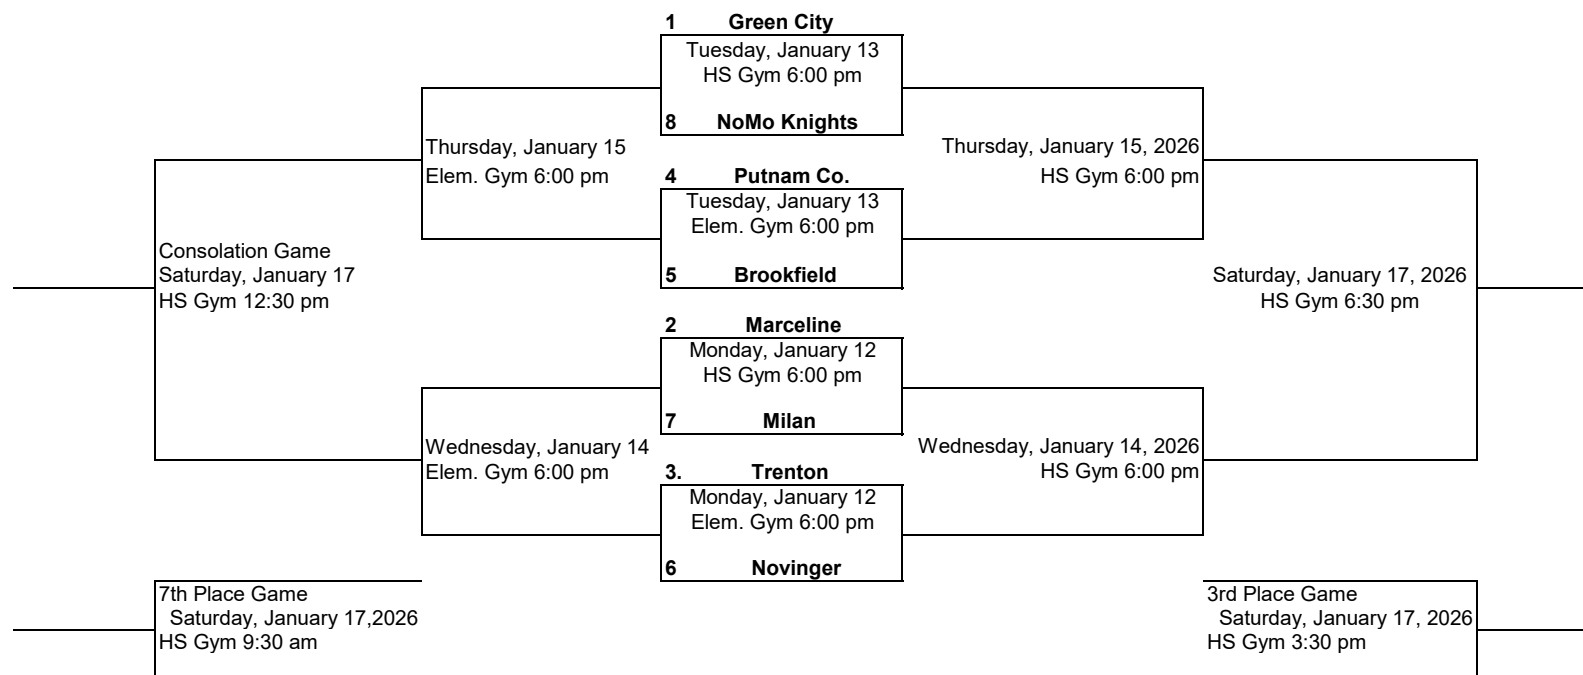 1 Green City
Tuesday, January 13
HS Gym 6:00 pm
8 NoMo Knights
Thursday, January 15
Elem. Gym 6:00 pm
Thursday, January 15, 2026
HS Gym 6:00 pm
4 Putnam Co.
Tuesday, January 13
Elem. Gym 6:00 pm
5 Brookfield
Consolation Game
Saturday, January 17
HS Gym 12:30 pm
Saturday, January 17, 2026
HS Gym 6:30 pm
2 Marceline
Monday, January 12
HS Gym 6:00 pm
7 Milan
Wednesday, January 14
Elem. Gym 6:00 pm
Wednesday, January 14, 2026
HS Gym 6:00 pm
3. Trenton
Monday, January 12
Elem. Gym 6:00 pm
6 Novinger
7th Place Game
Saturday, January 17,2026
HS Gym 9:30 am
3rd Place Game
Saturday, January 17, 2026
HS Gym 3:30 pm